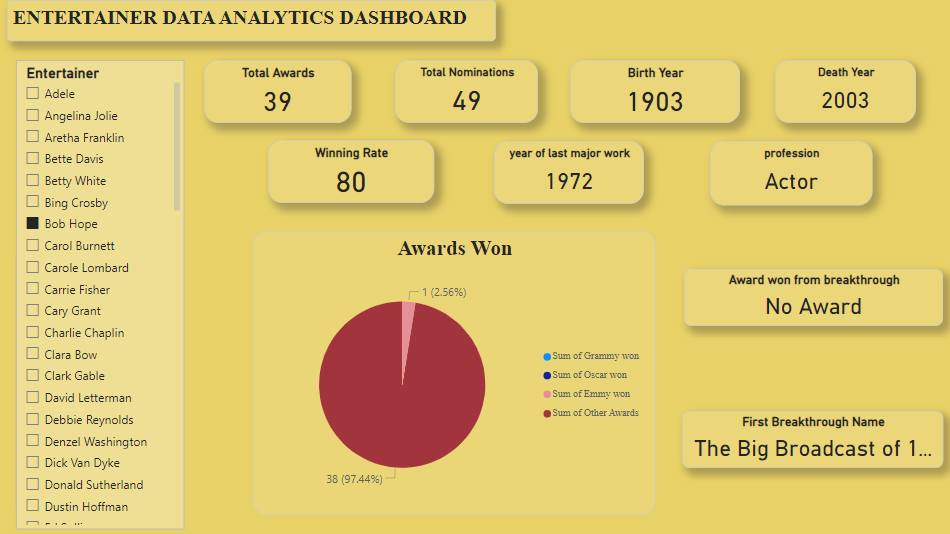 ENTERTAINER DATA ANALYTICS DASHBOARD
Entertainer
Adele
Angelina Jolie
Aretha Franklin
Bette Davis
Betty White
Bing Crosby
Bob Hope
Carol Burnett
Carole Lombard
Carrie Fisher
Cary Grant
Charlie Chaplin
Clara Bow
Clark Gable
David Letterman
Debbie Reynolds
Denzel Washington
Dick Van Dyke
Donald Sutherland
Dustin Hoffman
Total Awards
39
Total Nominations
49
Birth Year
1903
Death Year
2003
Winning Rate
80
year of last major work
1972
profession
Actor
Awards Won
1 (2.56%)
38 (97.44%)
Sum of Grammy won
Sum of Oscar won
Sum of Emmy won
Sum of Other Awards
Award won from breakthrough
No Award
First Breakthrough Name
The Big Broadcast of 1...